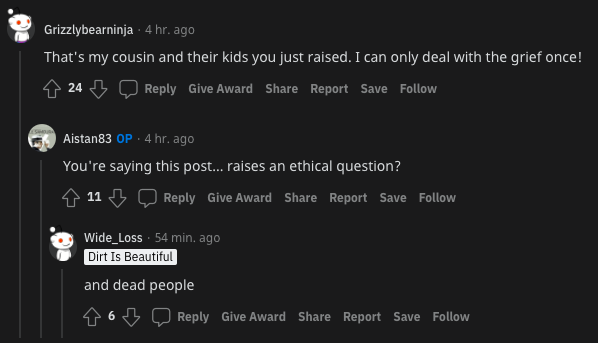 Grizzlybearninja · 4 hr. ago
That's my cousin and their kids you just raised. I can only deal with the grief once!
24 Reply Give Award Share Report Save Follow
Aistan83 OP · 4 hr. ago
You're saying this post... raises an ethical question?
11 Reply Give Award Share Report Save Follow
Wide_Loss · 54 min. ago
Dirt Is Beautiful
and dead people
6 Reply Give Award Share Report Save Follow